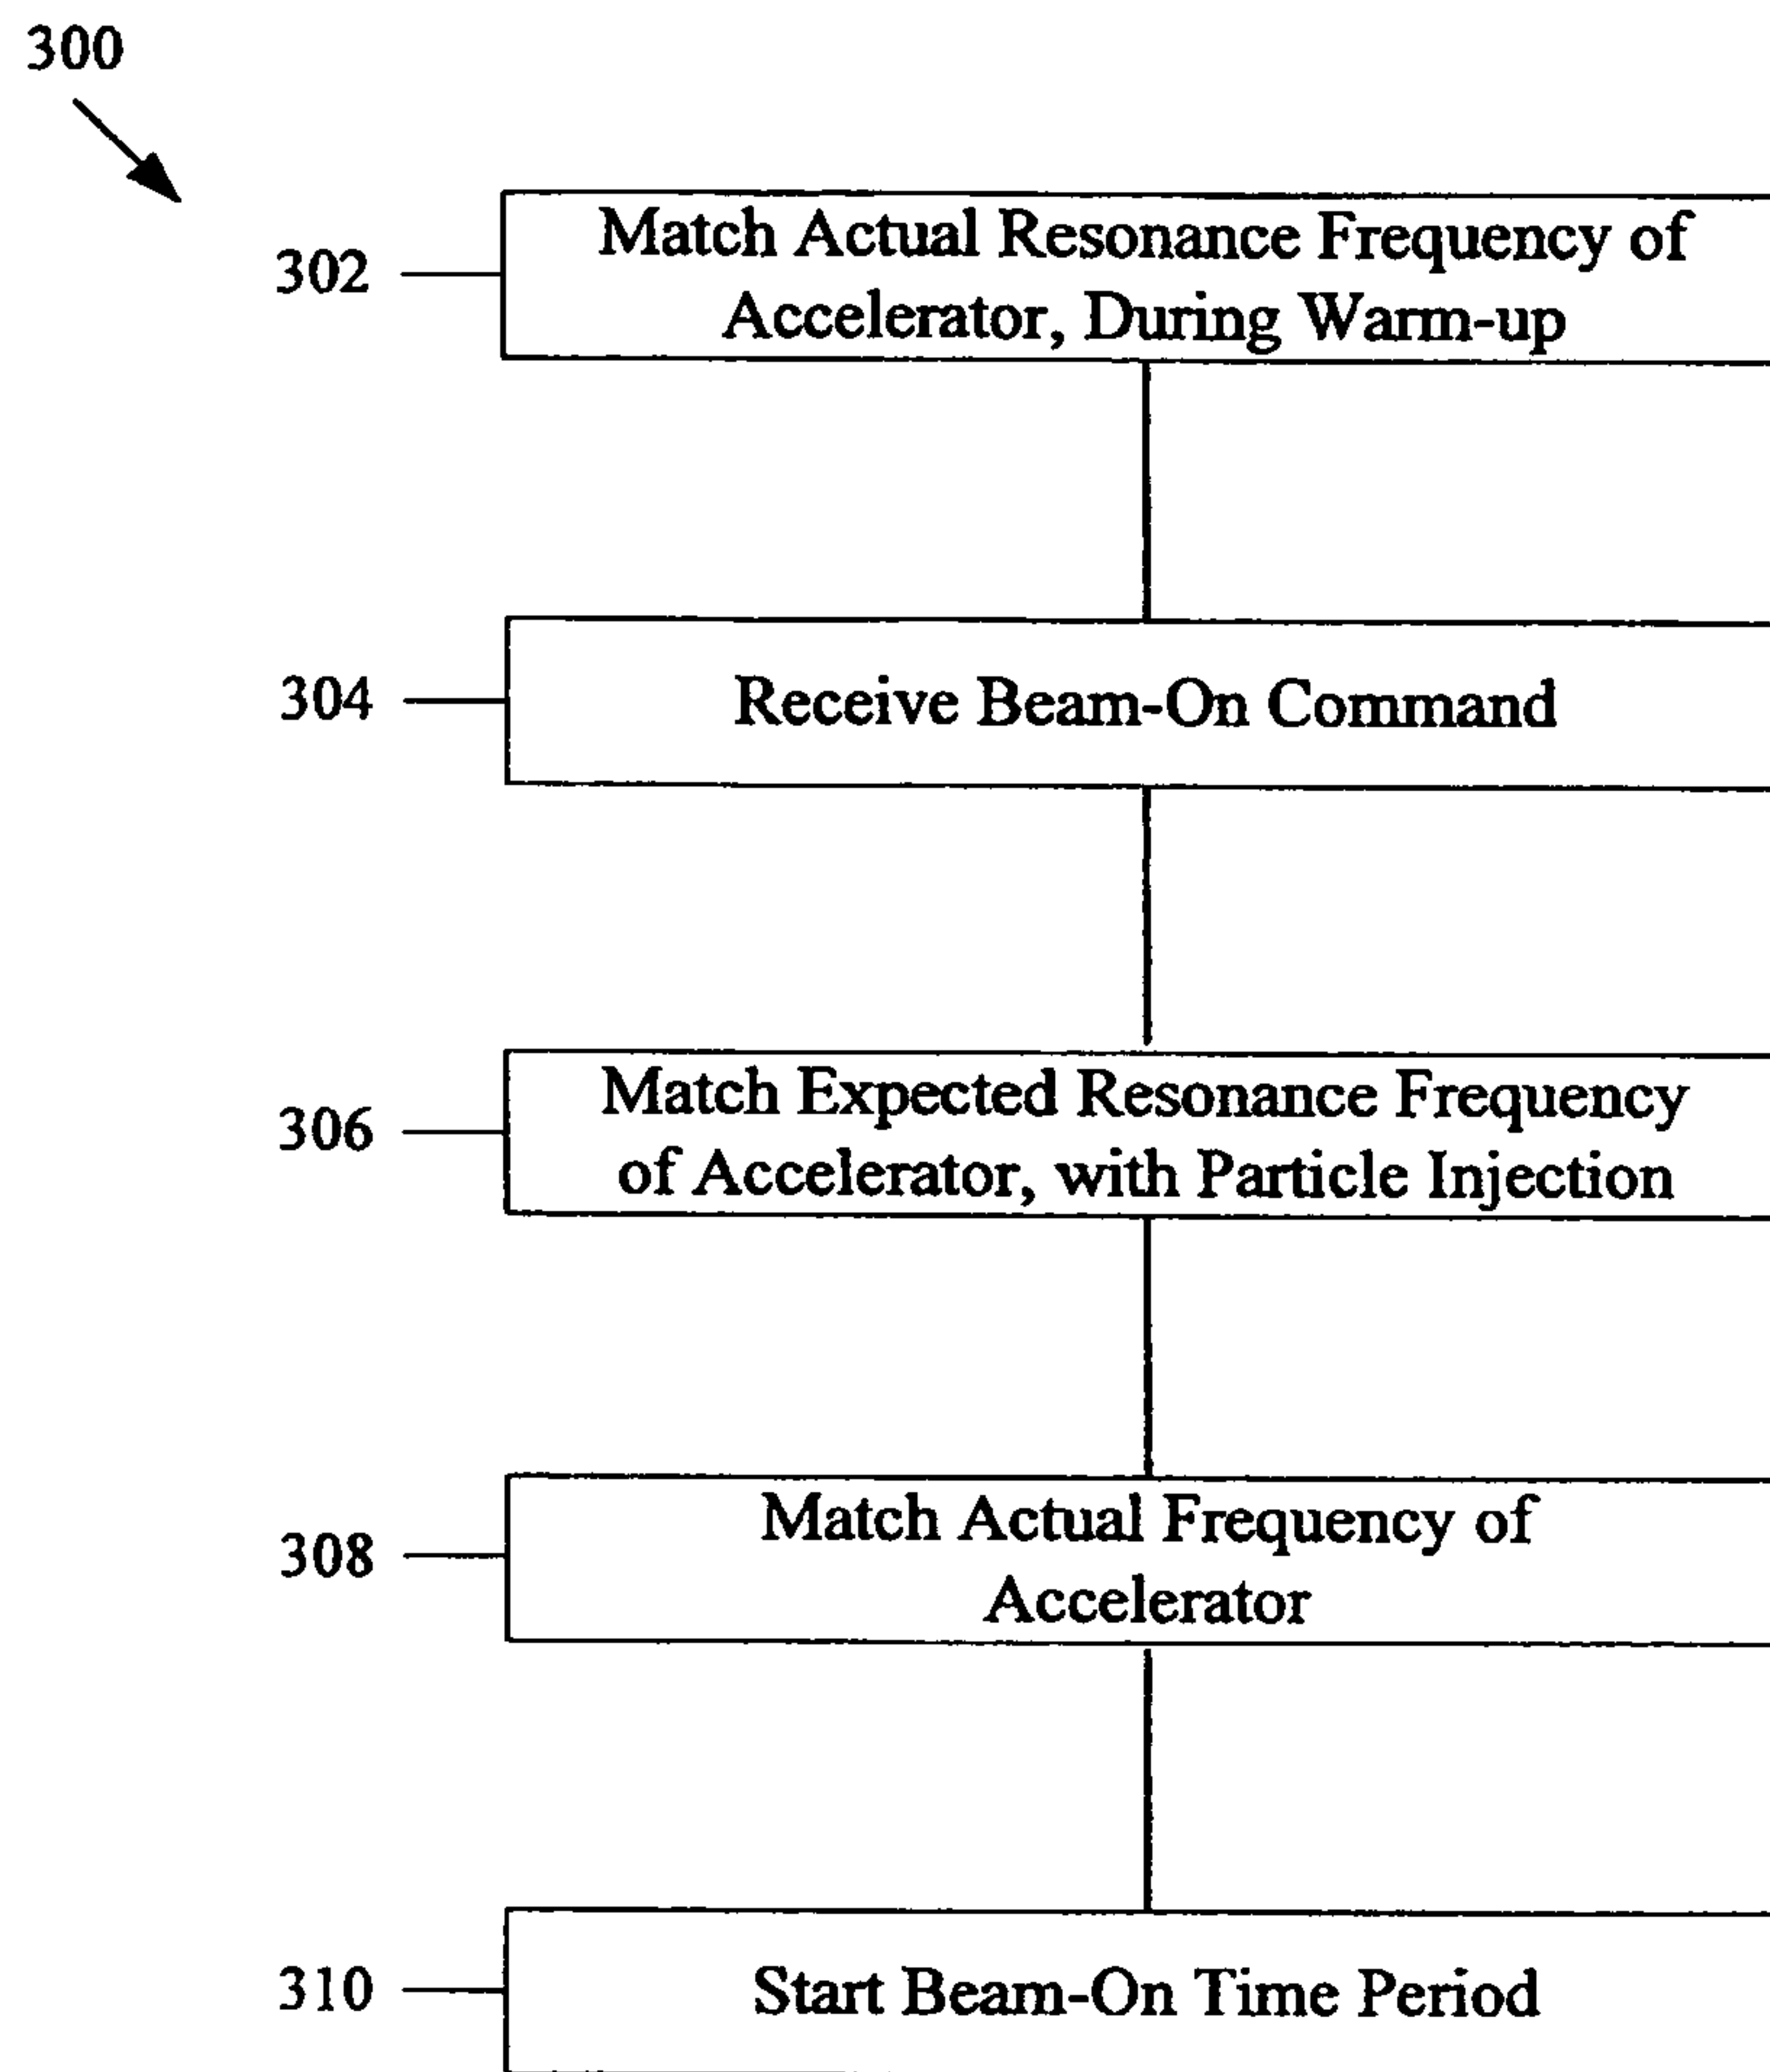 300
302
Match Actual Resonance Frequency of
Accelerator, During Warm-up
304
Receive Beam-On Command
306
Match Expected Resonance Frequency
of Accelerator, with Particle Injection
308
Match Actual Frequency of
Accelerator
310
Start Beam-On Time Period